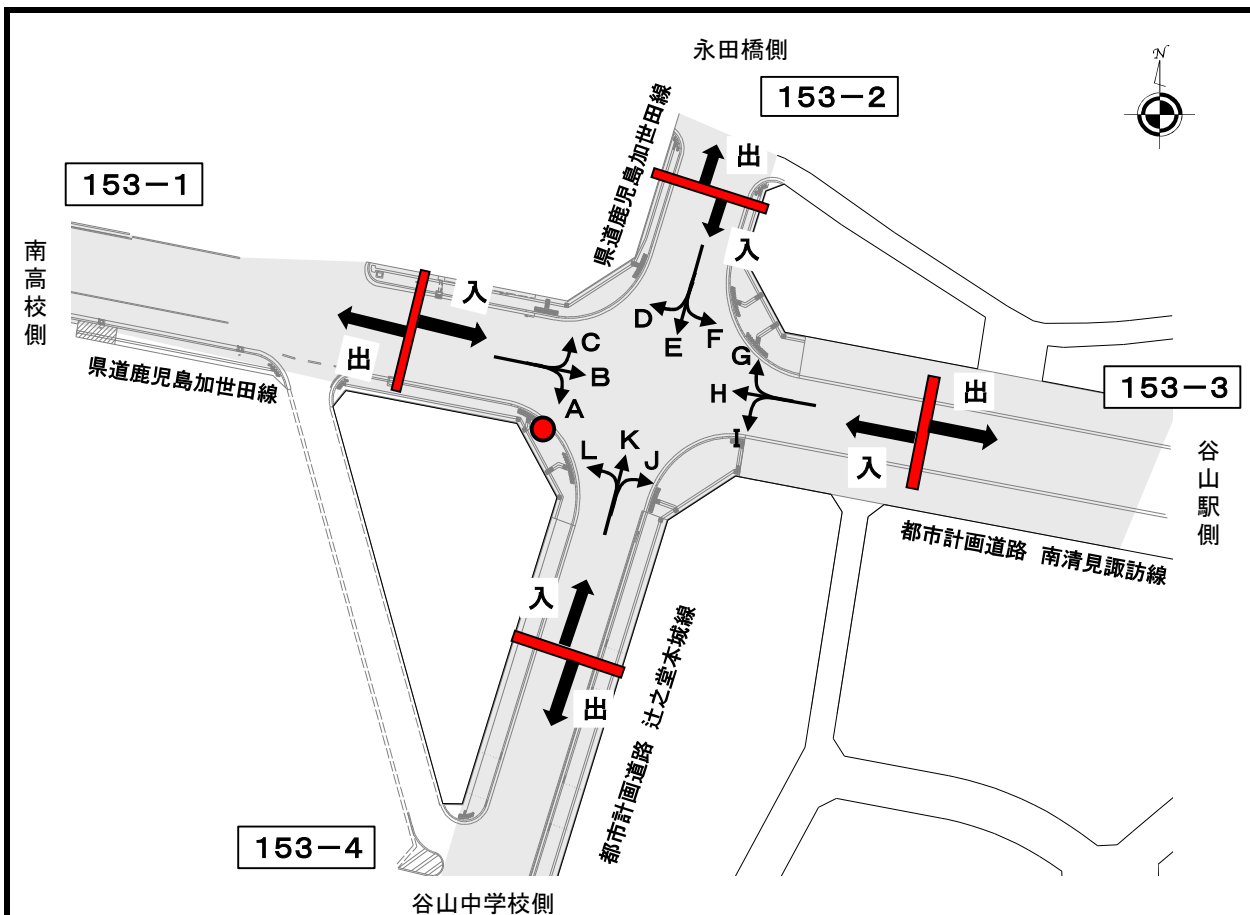 永田橋側
N
153－2
県道鹿児島加世田線
出
入
153－1
南高校側
入
出
県道鹿児島加世田線
D
E
F
C
B
A
G
H
I
出
入
153－3
谷山駅側
都市計画道路 南清見諏訪線
L
K
J
入
出
都市計画道路 辻之堂本城線
153－4
谷山中学校側